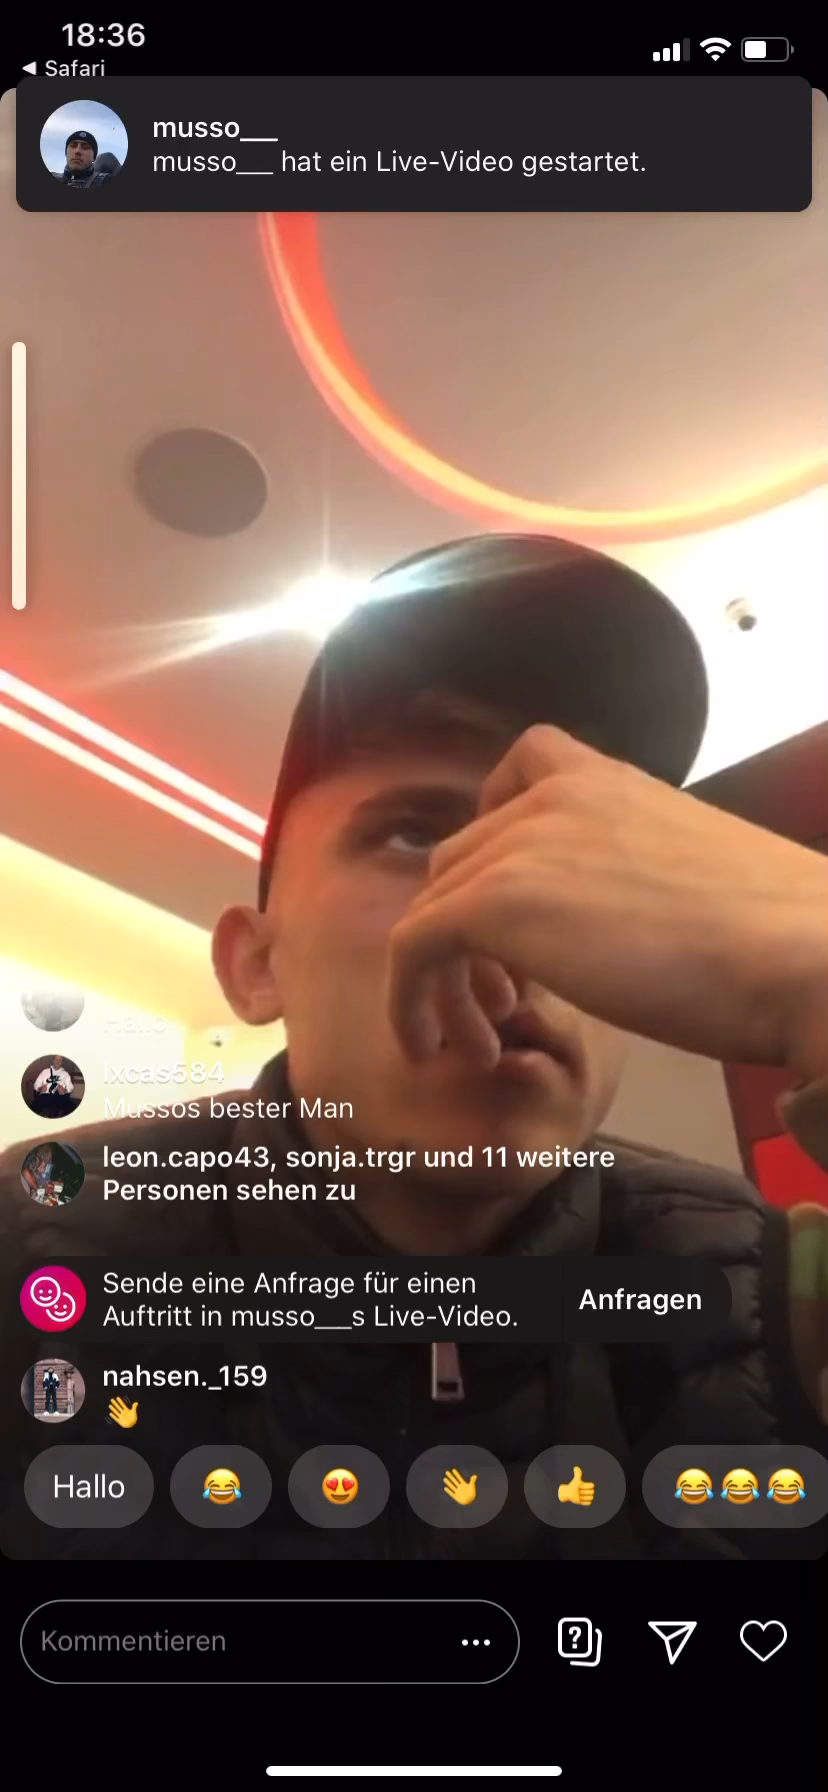 18:36
◀ Safari
musso___
musso___ hat ein Live-Video gestartet.
Hallo
lxcas584
Mussos bester Man
leon.capo43, sonja.trgr und 11 weitere
Personen sehen zu
Sende eine Anfrage für einen
Auftritt in musso___s Live-Video.
Anfragen
nahsen._159
👋
Hallo
😂
😍
👋
👍
😂😂😂
Kommentieren